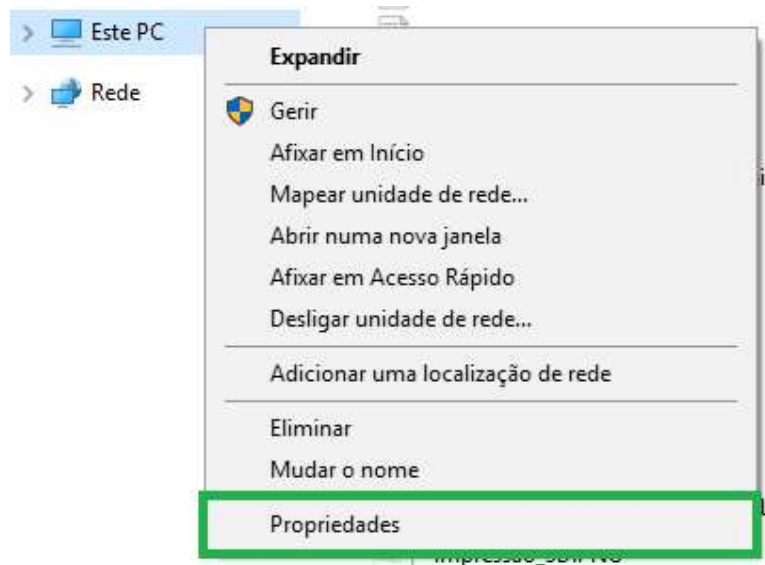 Este PC
Rede
Expandir
Gerir
Afixar em Início
Mapear unidade de rede...
Abrir numa nova janela
Afixar em Acesso Rápido
Desligar unidade de rede...
Adicionar uma localização de rede
Eliminar
Mudar o nome
Propriedades